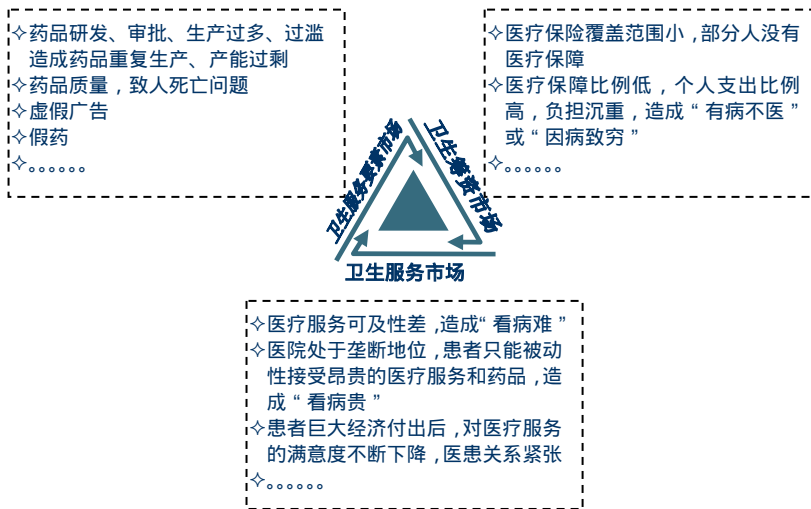 ✧药品研发、审批、生产过多、过滥
造成药品重复生产、产能过剩
✧药品质量，致人死亡问题
✧虚假广告
✧假药
✧。。。。。。
✧医疗保险覆盖范围小，部分人没有
医疗保障
✧医疗保障比例低，个人支出比例
高，负担沉重，造成“有病不医”
或“因病致穷”
✧。。。。。。
卫生服务要素市场
卫生筹资市场
卫生服务市场
✧医疗服务可及性差，造成“看病难”
✧医院处于垄断地位，患者只能被动
性接受昂贵的医疗服务和药品，造
成“看病贵”
✧患者巨大经济付出后，对医疗服务
的满意度不断下降，医患关系紧张
✧。。。。。。